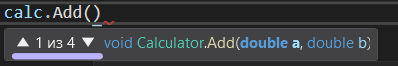 calc.Add()
▲ 1 из 4 ▼ void Calculator.Add(double a, double b)